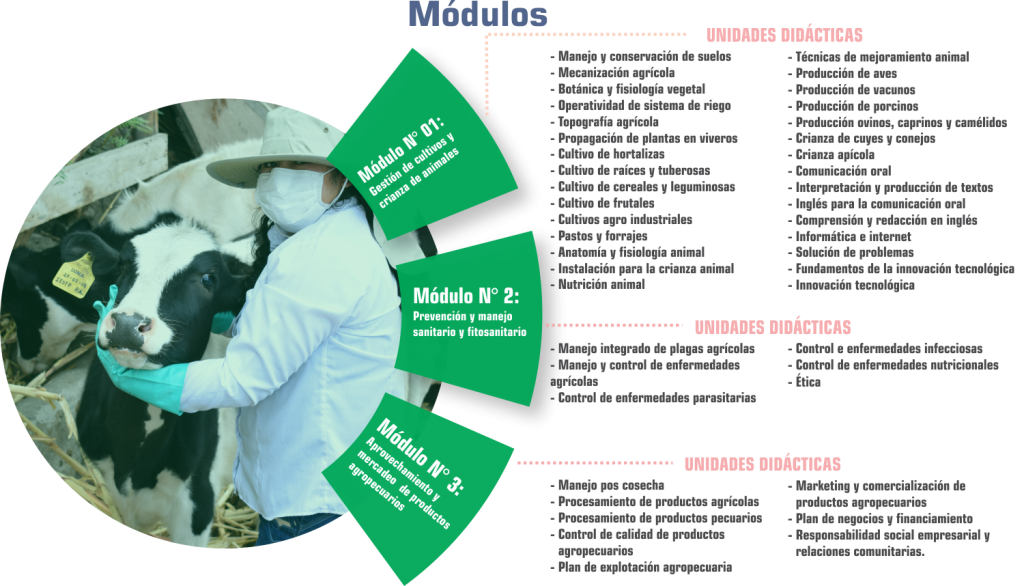 Módulos
Módulo N° 01:
Gestión de cultivos y
crianza de animales
UNIDADES DIDÁCTICAS
- Manejo y conservación de suelos
- Mecanización agrícola
- Botánica y fisiología vegetal
- Operatividad de sistema de riego
- Topografía agrícola
- Propagación de plantas en viveros
- Cultivo de hortalizas
- Cultivo de raíces y tuberosas
- Cultivo de cereales y leguminosas
- Cultivo de frutales
- Cultivos agro industriales
- Pastos y forrajes
- Anatomía y fisiología animal
- Instalación para la crianza animal
- Nutrición animal
- Técnicas de mejoramiento animal
- Producción de aves
- Producción de vacunos
- Producción de porcinos
- Producción ovinos, caprinos y camélidos
- Crianza de cuyes y conejos
- Crianza apícola
- Comunicación oral
- Interpretación y producción de textos
- Inglés para la comunicación oral
- Comprensión y redacción en inglés
- Informática e internet
- Solución de problemas
- Fundamentos de la innovación tecnológica
- Innovación tecnológica
Módulo N° 2:
Prevención y manejo
sanitario y fitosanitario
UNIDADES DIDÁCTICAS
- Manejo integrado de plagas agrícolas
- Manejo y control de enfermedades
agrícolas
- Control de enfermedades parasitarias
- Control e enfermedades infecciosas
- Control de enfermedades nutricionales
- Ética
Módulo N° 3:
Aprovechamiento y
mercadeo de productos
agropecuarios
UNIDADES DIDÁCTICAS
- Manejo pos cosecha
- Procesamiento de productos agrícolas
- Procesamiento de productos pecuarios
- Control de calidad de productos
agropecuarios
- Plan de explotación agropecuaria
- Marketing y comercialización de
productos agropecuarios
- Plan de negocios y financiamiento
- Responsabilidad social empresarial y
relaciones comunitarias.